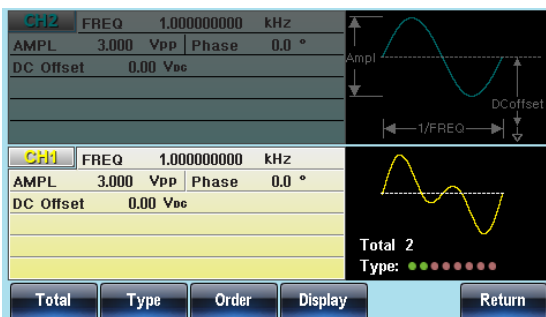 CH2 FREQ 1.000000000 kHz
AMPL 3.000 Vpp Phase 0.0 °
DC Offset 0.00 VDC
Ampl
DCoffset
1/FREQ
CH1 FREQ 1.000000000 kHz
AMPL 3.000 Vpp Phase 0.0 °
DC Offset 0.00 VDC
Total 2
Type:
Total Type Order Display Return